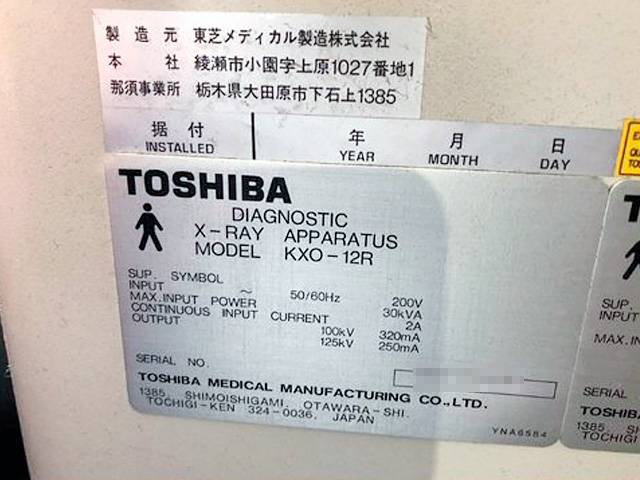 製造元 東芝メディカル製造株式会社
本社 綾瀬市小園字上原1027番地1
那須事業所 栃木県大田原市下石上1385
据付 年 月 日
INSTALLED YEAR MONTH DAY
TOSHIBA
DIAGNOSTIC
X-RAY APPARATUS
MODEL KXO-12R
SUP. SYMBOL
INPUT ~ 50/60Hz 200V
MAX.INPUT POWER 30kVA
CONTINUOUS INPUT CURRENT 2A
OUTPUT 100kV 320mA
125kV 250mA
SERIAL NO.
TOSHIBA MEDICAL MANUFACTURING CO.,LTD.
1385, SHIMOISHIGAMI, OTAWARA-SHI.
TOCHIGI-KEN 324-0036, JAPAN
YNA6584
SUP.
INPUT
MAX.IN
SERIAL
TOSHIB
1385,
TOCHIGI